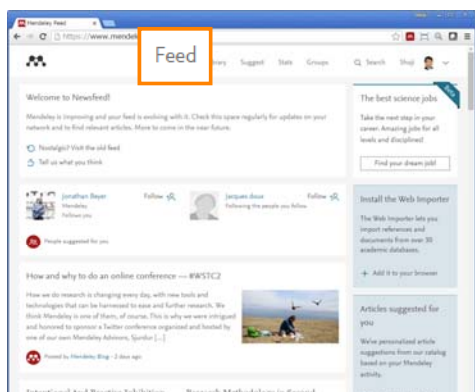 Mendeley Feed
https://www.mendele
Feed
Suggest Stats Groups Search Shoji
Welcome to Newsfeed!
Mendeley is improving and your feed is evolving with it. Check this space regularly for updates on your
network and to find relevant articles. More to come in the near future.
Nostalgic? Visit the old feed
Tell us what you think
Jonathan Bayer Follow
Mendeley
Follows you
Jacques doux Follow
Following the people you follow
People suggested for you
How and why to do an online conference — #WSTC2
How we do research is changing every day, with new tools and
technologies that can be harnessed to ease and further research. We
think Mendeley is one of them, of course. This is why we were intrigued
and honored to sponsor a Twitter conference organized and hosted by
one of our own Mendeley Advisors, Sjurdur [...]
Posted by Mendeley Blog - 2 days ago
Beta
The best science jobs
Take the next step in your
career. Amazing jobs for all
levels and disciplines!
Find your dream job!
Install the Web Importer
The Web Importer lets you
import references and
documents from over 30
academic databases.
+ Add it to your browser
Articles suggested for
you
We've personalized article
suggestions from our catalog
based on your Mendeley
activity.